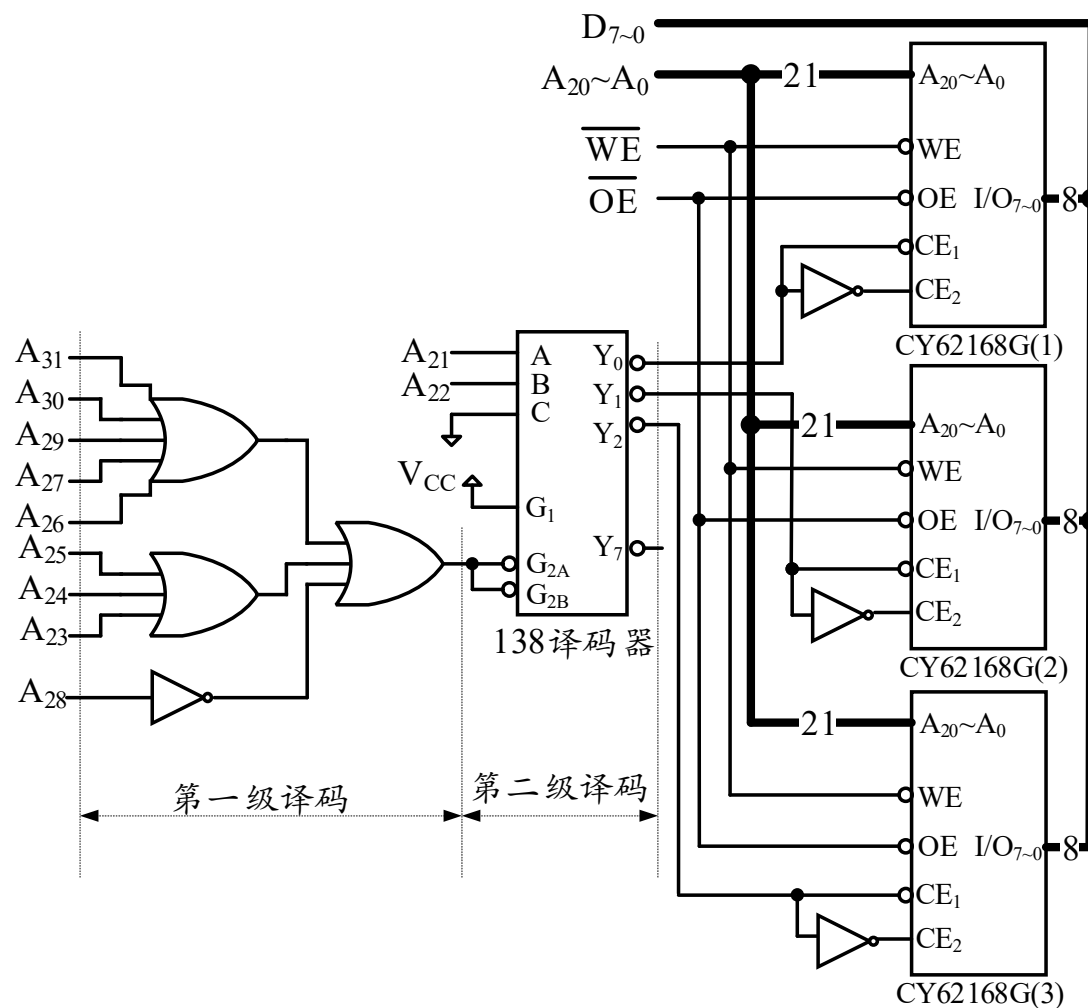 D₇~₀
A₂₀~A₀
W̅E̅
O̅E̅
21
A₂₀~A₀
WE
OE I/O₇~₀ 8
CE₁
CE₂
CY62168G(1)
A₃₁
A₃₀
A₂₉
A₂₇
A₂₆
A₂₅
A₂₄
A₂₃
A₂₈
A₂₁
A₂₂
V_CC
A Y₀
B Y₁
C Y₂
G₁
Y₇
G₂A
G₂B
138译码器
21
A₂₀~A₀
WE
OE I/O₇~₀ 8
CE₁
CE₂
CY62168G(2)
21
A₂₀~A₀
WE
OE I/O₇~₀ 8
CE₁
CE₂
CY62168G(3)
第一级译码
第二级译码